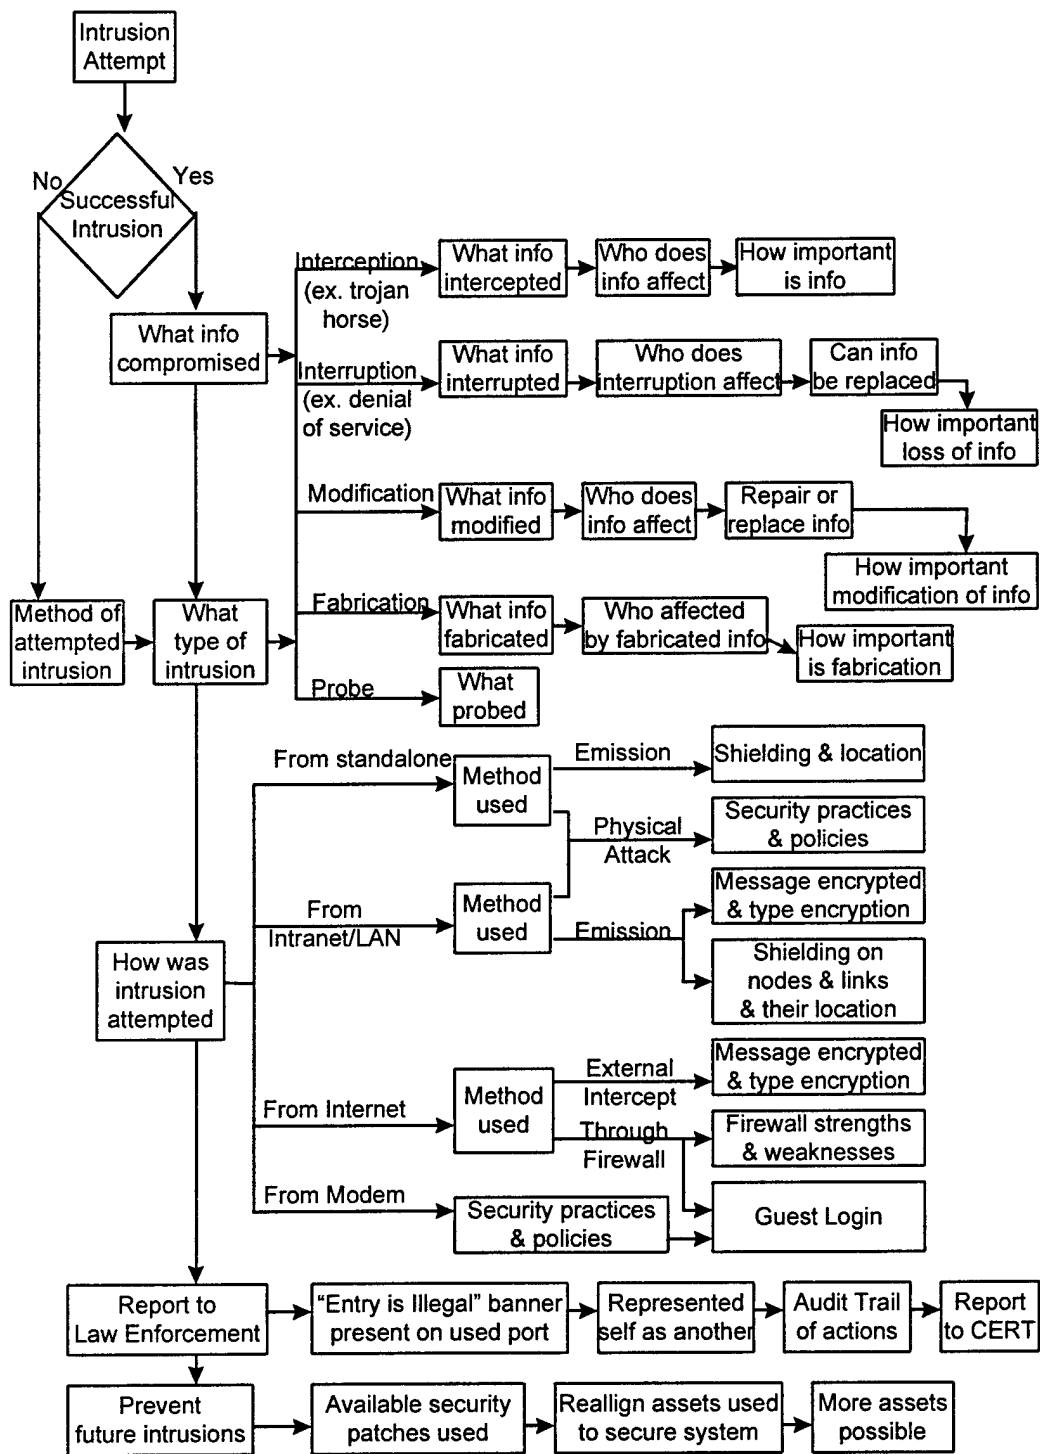 Intrusion
Attempt
No
Yes
Successful
Intrusion
What info
compromised
Interception
(ex. trojan
horse)
What info
intercepted
Who does
info affect
How important
is info
Interruption
(ex. denial
of service)
What info
interrupted
Who does
interruption affect
Can info
be replaced
How important
loss of info
Modification
What info
modified
Who does
info affect
Repair or
replace info
How important
modification of info
Method of
attempted
intrusion
What
type of
intrusion
Fabrication
What info
fabricated
Who affected
by fabricated info
How important
is fabrication
Probe
What
probed
From standalone
Method
used
Emission
Shielding & location
Physical
Attack
Security practices
& policies
From
Intranet/LAN
Method
used
Emission
Message encrypted
& type encryption
Shielding on
nodes & links
& their location
How was
intrusion
attempted
From Internet
Method
used
External
Intercept
Message encrypted
& type encryption
Through
Firewall
Firewall strengths
& weaknesses
From Modem
Security practices
& policies
Guest Login
Report to
Law Enforcement
"Entry is Illegal" banner
present on used port
Represented
self as another
Audit Trail
of actions
Report
to CERT
Prevent
future intrusions
Available security
patches used
Reallign assets used
to secure system
More assets
possible